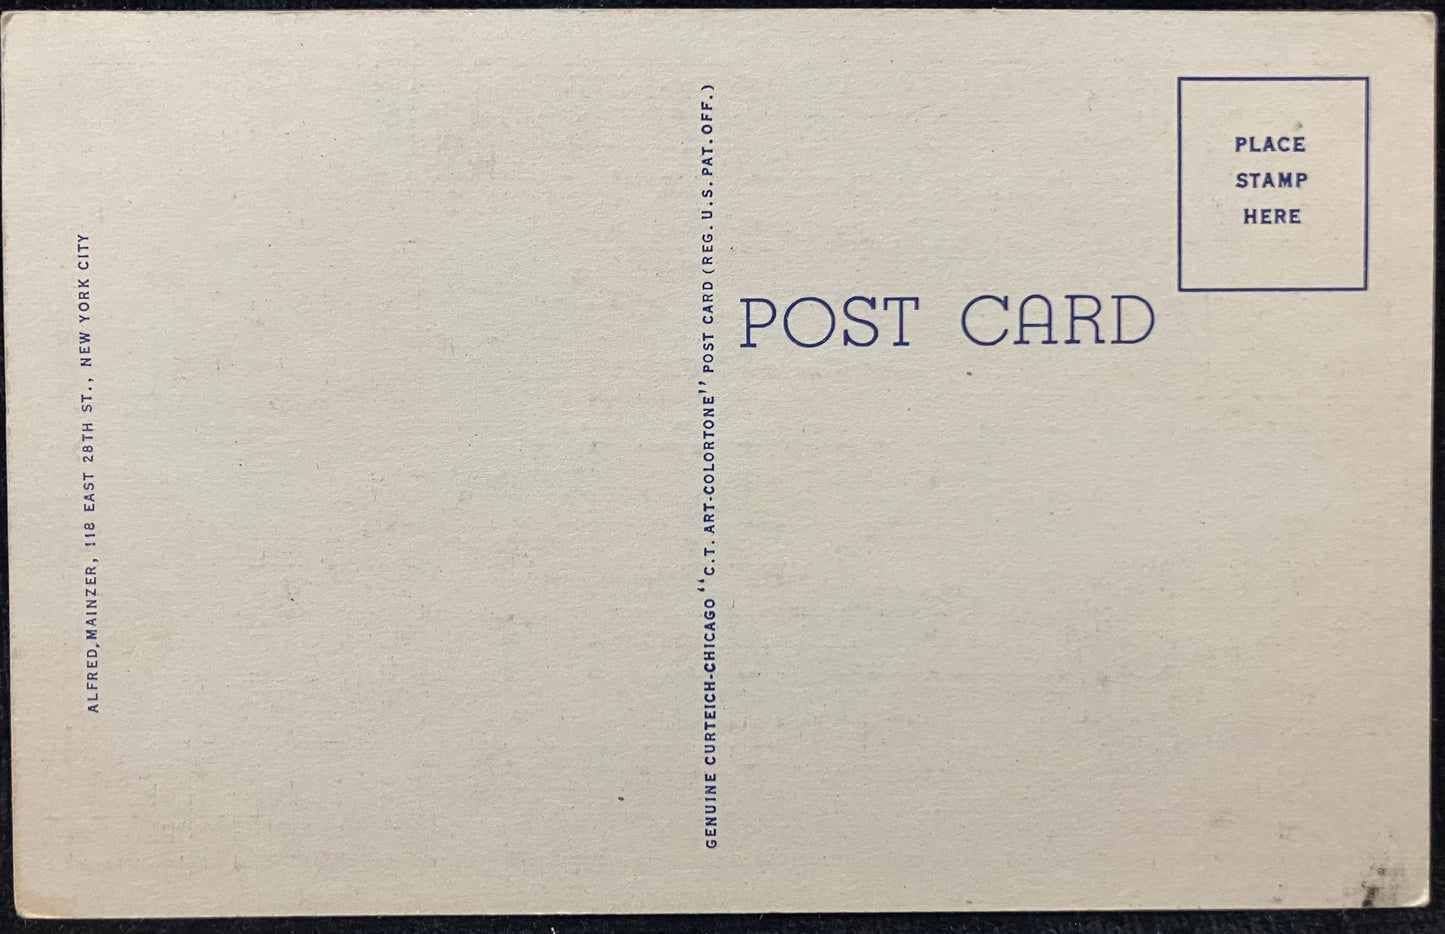 ALFRED, MAINZER, 118 EAST 28TH ST., NEW YORK CITY
GENUINE CURTEICH-CHICAGO "C.T. ART-COLORTONE" POST CARD (REG. U.S. PAT. OFF.)
PLACE
STAMP
HERE
POST CARD